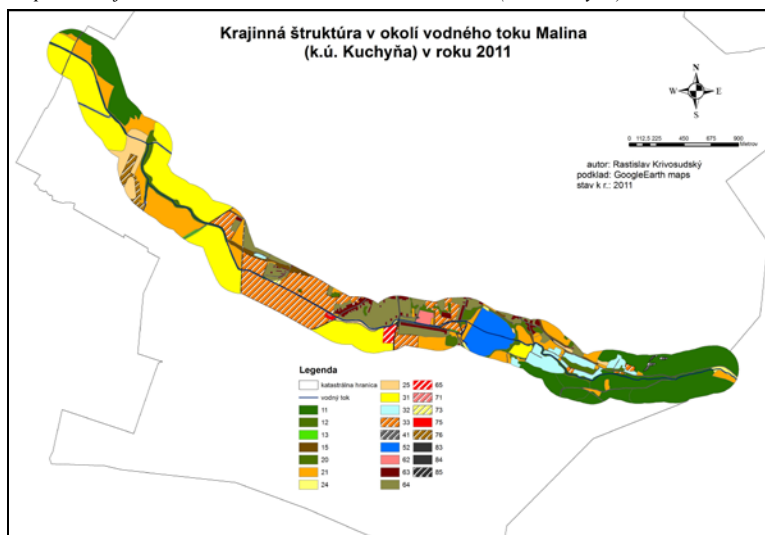 Krajinná štruktúra v okolí vodného toku Malina
(k.ú. Kuchyňa) v roku 2011
N
W E
S
0 112,5 225 450 675 900
Metrov
autor: Rastislav Krivosudský
podklad: GoogleEarth maps
stav k r.: 2011
Legenda
katastrálna hranica
vodný tok
11
12
13
15
20
21
24
25
31
32
33
41
52
62
63
64
65
71
73
75
76
83
84
85